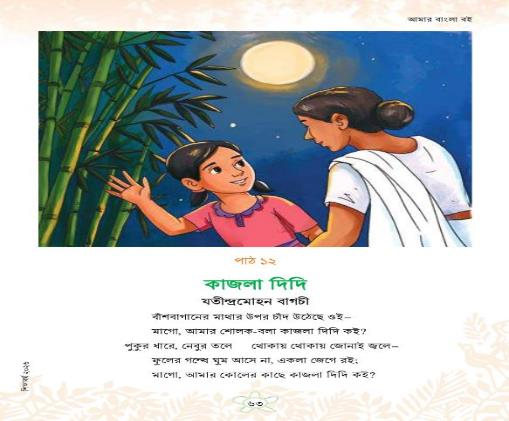 আমার বাংলা বই
পাঠ ১২
কাজলা দিদি
যতীন্দ্রমোহন বাগচী
বাঁশবাগানের মাথার উপর চাঁদ উঠেছে ওই—
মাগো, আমার শোলক-বলা কাজলা দিদি কই?
পুকুর ধারে, নেবুর তলে থোকায় থোকায় জোনাই জ্বলে—
ফুলের গন্ধে ঘুম আসে না, একলা জেগে রই;
মাগো, আমার কোলের কাছে কাজলা দিদি কই?
৬৩